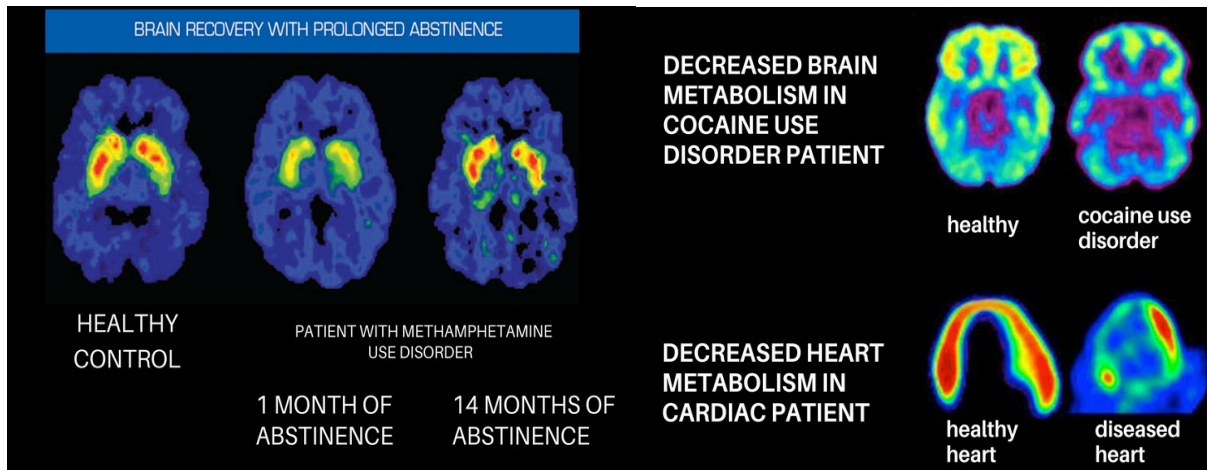 BRAIN RECOVERY WITH PROLONGED ABSTINENCE
HEALTHY
CONTROL
PATIENT WITH METHAMPHETAMINE
USE DISORDER
1 MONTH OF
ABSTINENCE
14 MONTHS OF
ABSTINENCE
DECREASED BRAIN
METABOLISM IN
COCAINE USE
DISORDER PATIENT
healthy
cocaine use
disorder
DECREASED HEART
METABOLISM IN
CARDIAC PATIENT
healthy
heart
diseased
heart